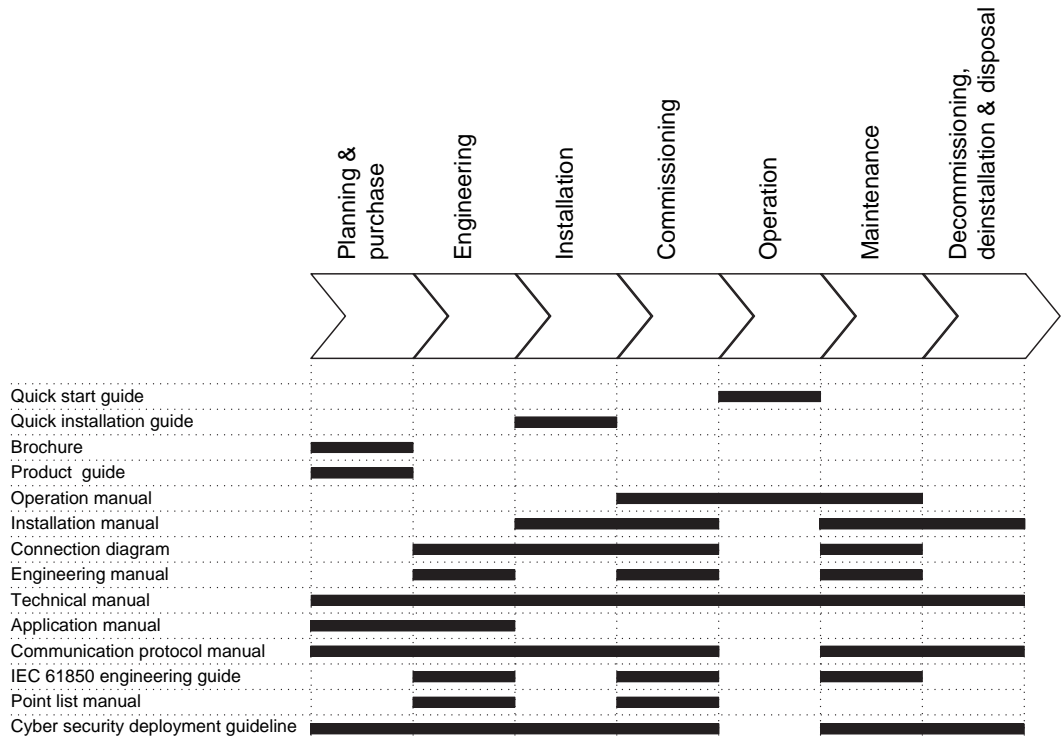 Planning &
purchase
Engineering
Installation
Commissioning
Operation
Maintenance
Decommissioning,
deinstallation & disposal
Quick start guide
Quick installation guide
Brochure
Product guide
Operation manual
Installation manual
Connection diagram
Engineering manual
Technical manual
Application manual
Communication protocol manual
IEC 61850 engineering guide
Point list manual
Cyber security deployment guideline